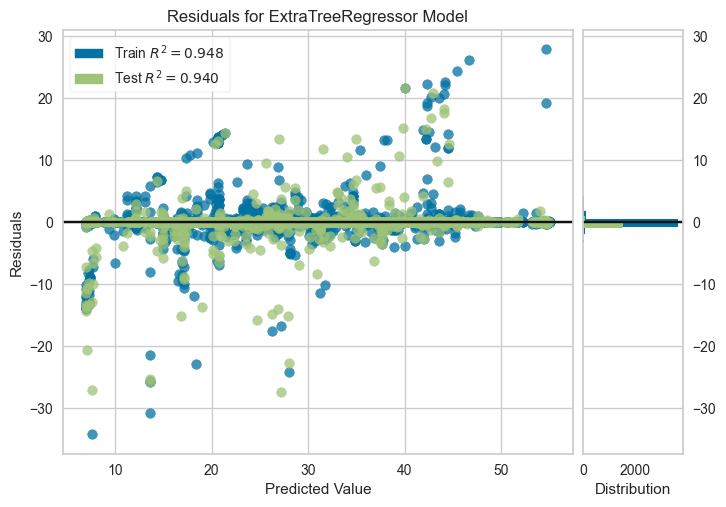 Residuals for ExtraTreeRegressor Model
Train R² = 0.948
Test R² = 0.940
30
20
10
0
−10
−20
−30
Residuals
10 20 30 40 50
Predicted Value
0 2000
Distribution
30
20
10
0
−10
−20
−30